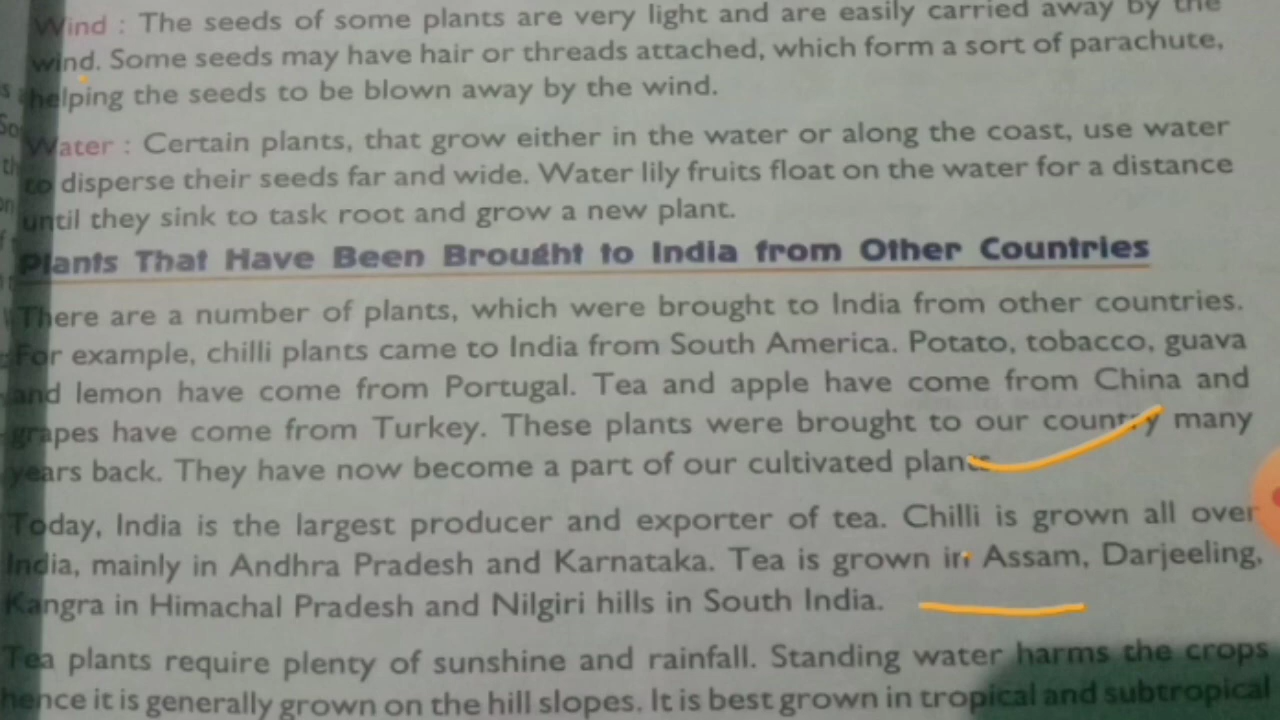 Wind : The seeds of some plants are very light and are easily carried away by the
wind. Some seeds may have hair or threads attached, which form a sort of parachute,
helping the seeds to be blown away by the wind.
Water : Certain plants, that grow either in the water or along the coast, use water
to disperse their seeds far and wide. Water lily fruits float on the water for a distance
until they sink to task root and grow a new plant.
Plants That Have Been Brought to India from Other Countries
There are a number of plants, which were brought to India from other countries.
For example, chilli plants came to India from South America. Potato, tobacco, guava
and lemon have come from Portugal. Tea and apple have come from China and
grapes have come from Turkey. These plants were brought to our country many
years back. They have now become a part of our cultivated plants
Today, India is the largest producer and exporter of tea. Chilli is grown all over
India, mainly in Andhra Pradesh and Karnataka. Tea is grown in Assam, Darjeeling,
Kangra in Himachal Pradesh and Nilgiri hills in South India.
Tea plants require plenty of sunshine and rainfall. Standing water harms the crops
hence it is generally grown on the hill slopes. It is best grown in tropical and subtropical